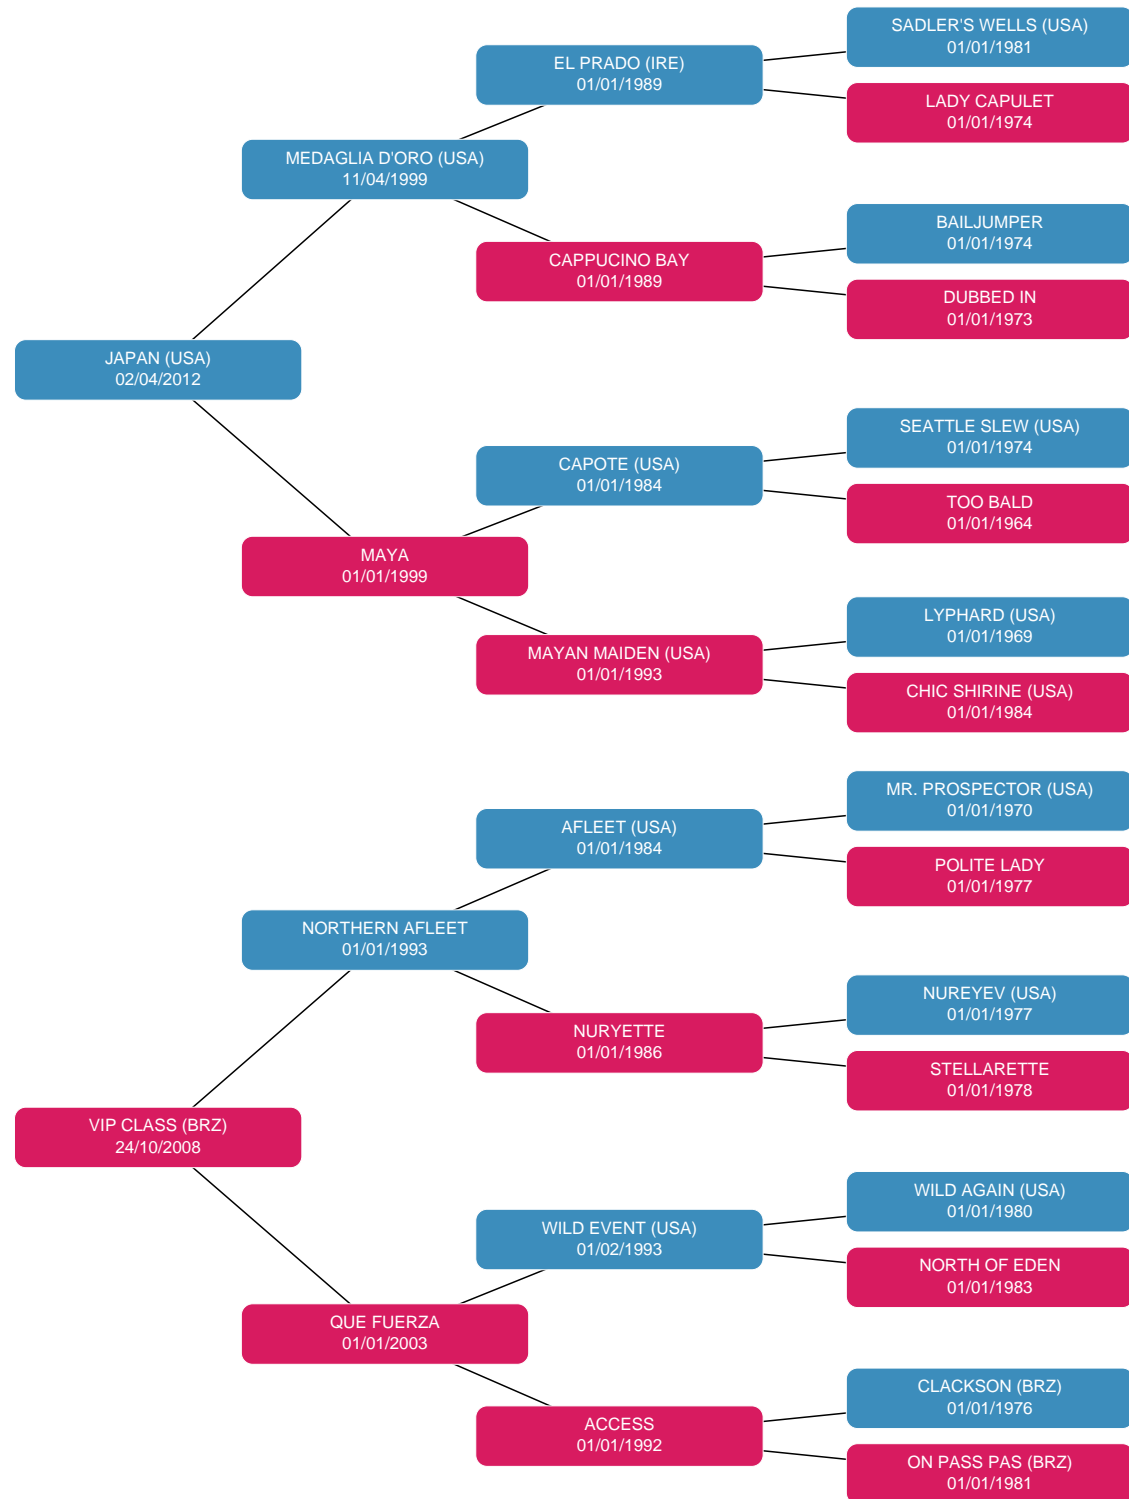 SADLER'S WELLS (USA)
01/01/1981
EL PRADO (IRE)
01/01/1989
LADY CAPULET
01/01/1974
MEDAGLIA D'ORO (USA)
11/04/1999
BAILJUMPER
01/01/1974
CAPPUCINO BAY
01/01/1989
DUBBED IN
01/01/1973
JAPAN (USA)
02/04/2012
SEATTLE SLEW (USA)
01/01/1974
CAPOTE (USA)
01/01/1984
TOO BALD
01/01/1964
MAYA
01/01/1999
LYPHARD (USA)
01/01/1969
MAYAN MAIDEN (USA)
01/01/1993
CHIC SHIRINE (USA)
01/01/1984
MR. PROSPECTOR (USA)
01/01/1970
AFLEET (USA)
01/01/1984
POLITE LADY
01/01/1977
NORTHERN AFLEET
01/01/1993
NUREYEV (USA)
01/01/1977
NURYETTE
01/01/1986
STELLARETTE
01/01/1978
VIP CLASS (BRZ)
24/10/2008
WILD AGAIN (USA)
01/01/1980
WILD EVENT (USA)
01/02/1993
NORTH OF EDEN
01/01/1983
QUE FUERZA
01/01/2003
CLACKSON (BRZ)
01/01/1976
ACCESS
01/01/1992
ON PASS PAS (BRZ)
01/01/1981